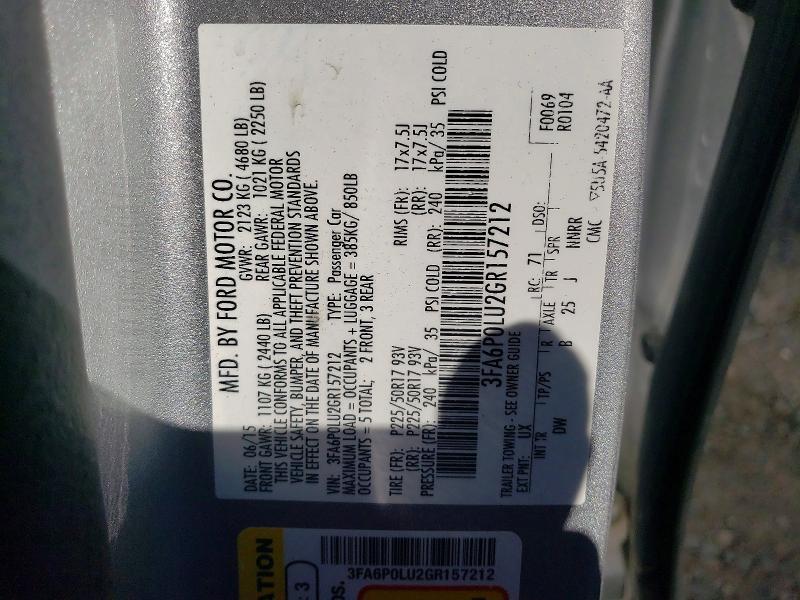 MFD. BY FORD MOTOR CO.
DATE: 06/15 GVWR: 2123 KG ( 4680 LB)
FRONT GAWR: 1107 KG (2440 LB) REAR GAWR: 1021 KG ( 2250 LB)
THIS VEHICLE CONFORMS TO ALL APPLICABLE FEDERAL MOTOR
VEHICLE SAFETY, BUMPER, AND THEFT PREVENTION STANDARDS
IN EFFECT ON THE DATE OF MANUFACTURE SHOWN ABOVE.
VIN: 3FA6P0LU2GR157212 TYPE: Passenger Car
MAXIMUM LOAD = OCCUPANTS + LUGGAGE = 385KG/ 850LB
OCCUPANTS = 5 TOTAL; 2 FRONT, 3 REAR
TIRE (FR): P225/50R17 93V RIMS (FR): 17x7.5J
(RR): P225/50R17 93V (RR): 17x7.5J
PRESSURE (FR): 240 kPa/ 35 PSI COLD (RR): 240 kPa/ 35 PSI COLD
3FA6P0LU2GR157212
TRAILER TOWING - SEE OWNER GUIDE F0069
EXT PNT: UX RC: 71 DSO: R0104
INT TR TP/PS R AXLE TR SPR
DW B 25 J NNRR
CMC 5U5A-5420472-AA
3FA6P0LU2GR157212